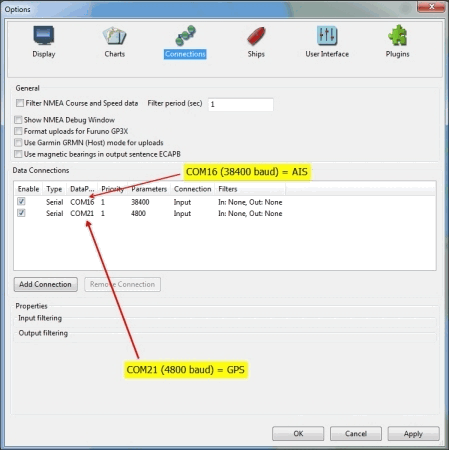 Options
Display Charts Connections Ships User Interface Plugins
General
Filter NMEA Course and Speed data Filter period (sec) 1
Show NMEA Debug Window
Format uploads for Furuno GP3X
Use Garmin GRMN (Host) mode for uploads
Use magnetic bearings in output sentence ECAPB
COM16 (38400 baud) = AIS
Data Connections
Enable Type DataP... Priority Parameters Connection Filters
Serial COM16 1 38400 Input In: None, Out: None
Serial COM21 1 4800 Input In: None, Out: None
Add Connection Remove Connection
Properties
Input filtering
Output filtering
COM21 (4800 baud) = GPS
OK Cancel Apply